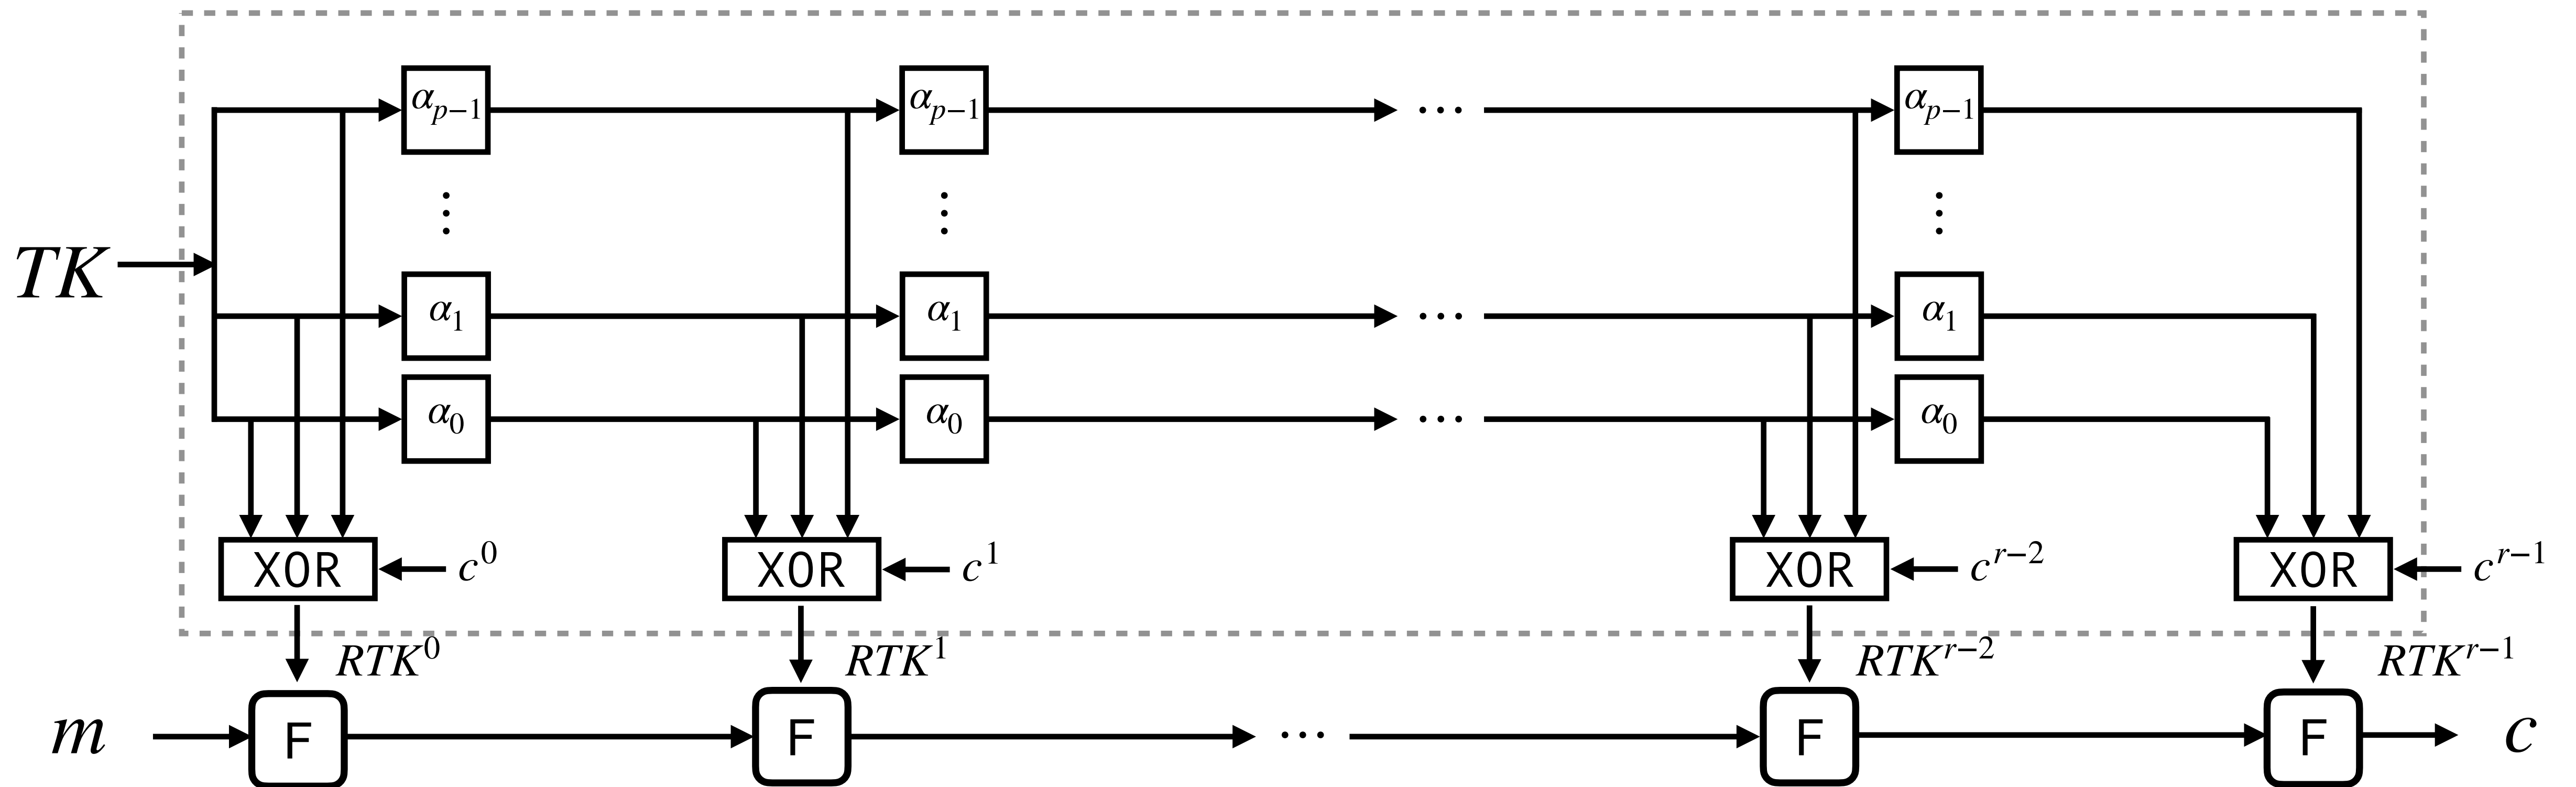 α_{p−1} α_{p−1} ⋯ α_{p−1}
⋮ ⋮ ⋮
TK
α_1 α_1 ⋯ α_1
α_0 α_0 ⋯ α_0
XOR c^0 XOR c^1 XOR c^{r−2} XOR c^{r−1}
RTK^0 RTK^1 RTK^{r−2} RTK^{r−1}
m F F ⋯ F F c